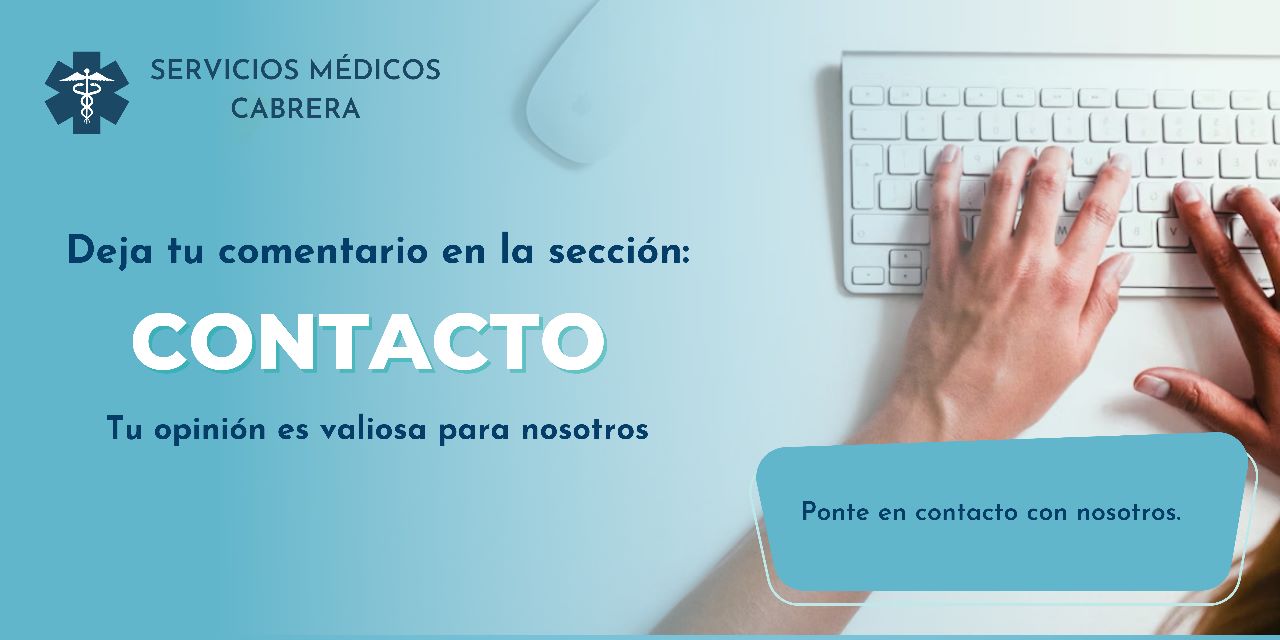 SERVICIOS MÉDICOS
CABRERA
Deja tu comentario en la sección:
CONTACTO
Tu opinión es valiosa para nosotros
Ponte en contacto con nosotros.